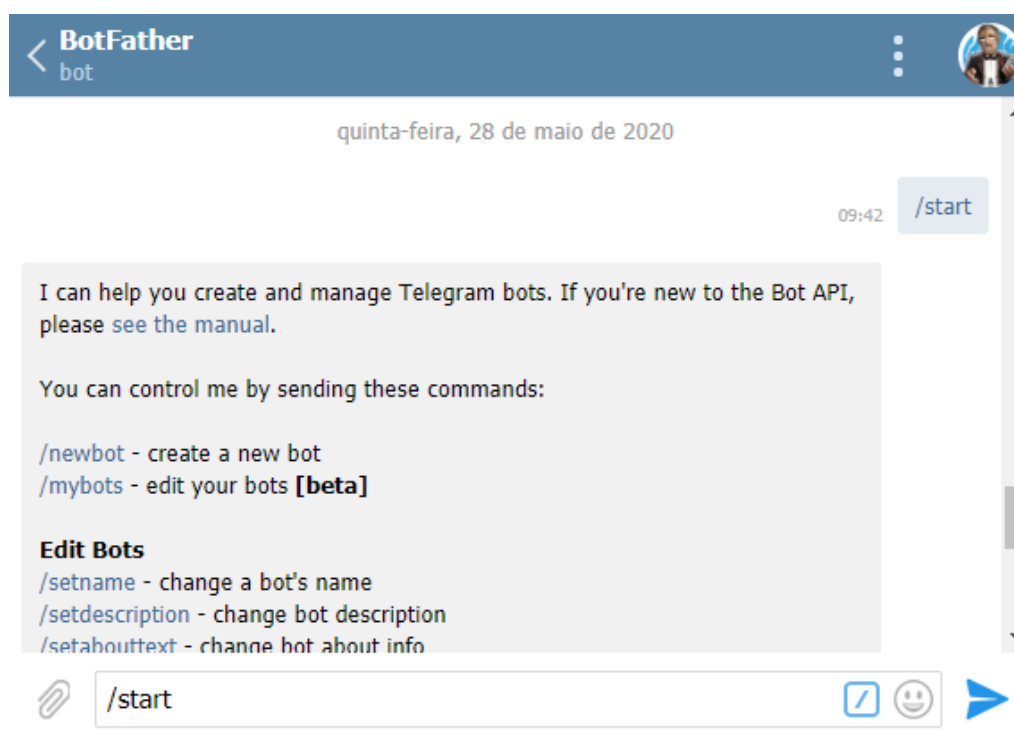 BotFather
bot
quinta-feira, 28 de maio de 2020
09:42 /start
I can help you create and manage Telegram bots. If you're new to the Bot API,
please see the manual.
You can control me by sending these commands:
/newbot - create a new bot
/mybots - edit your bots [beta]
Edit Bots
/setname - change a bot's name
/setdescription - change bot description
/setabouttext - change bot about info
/start